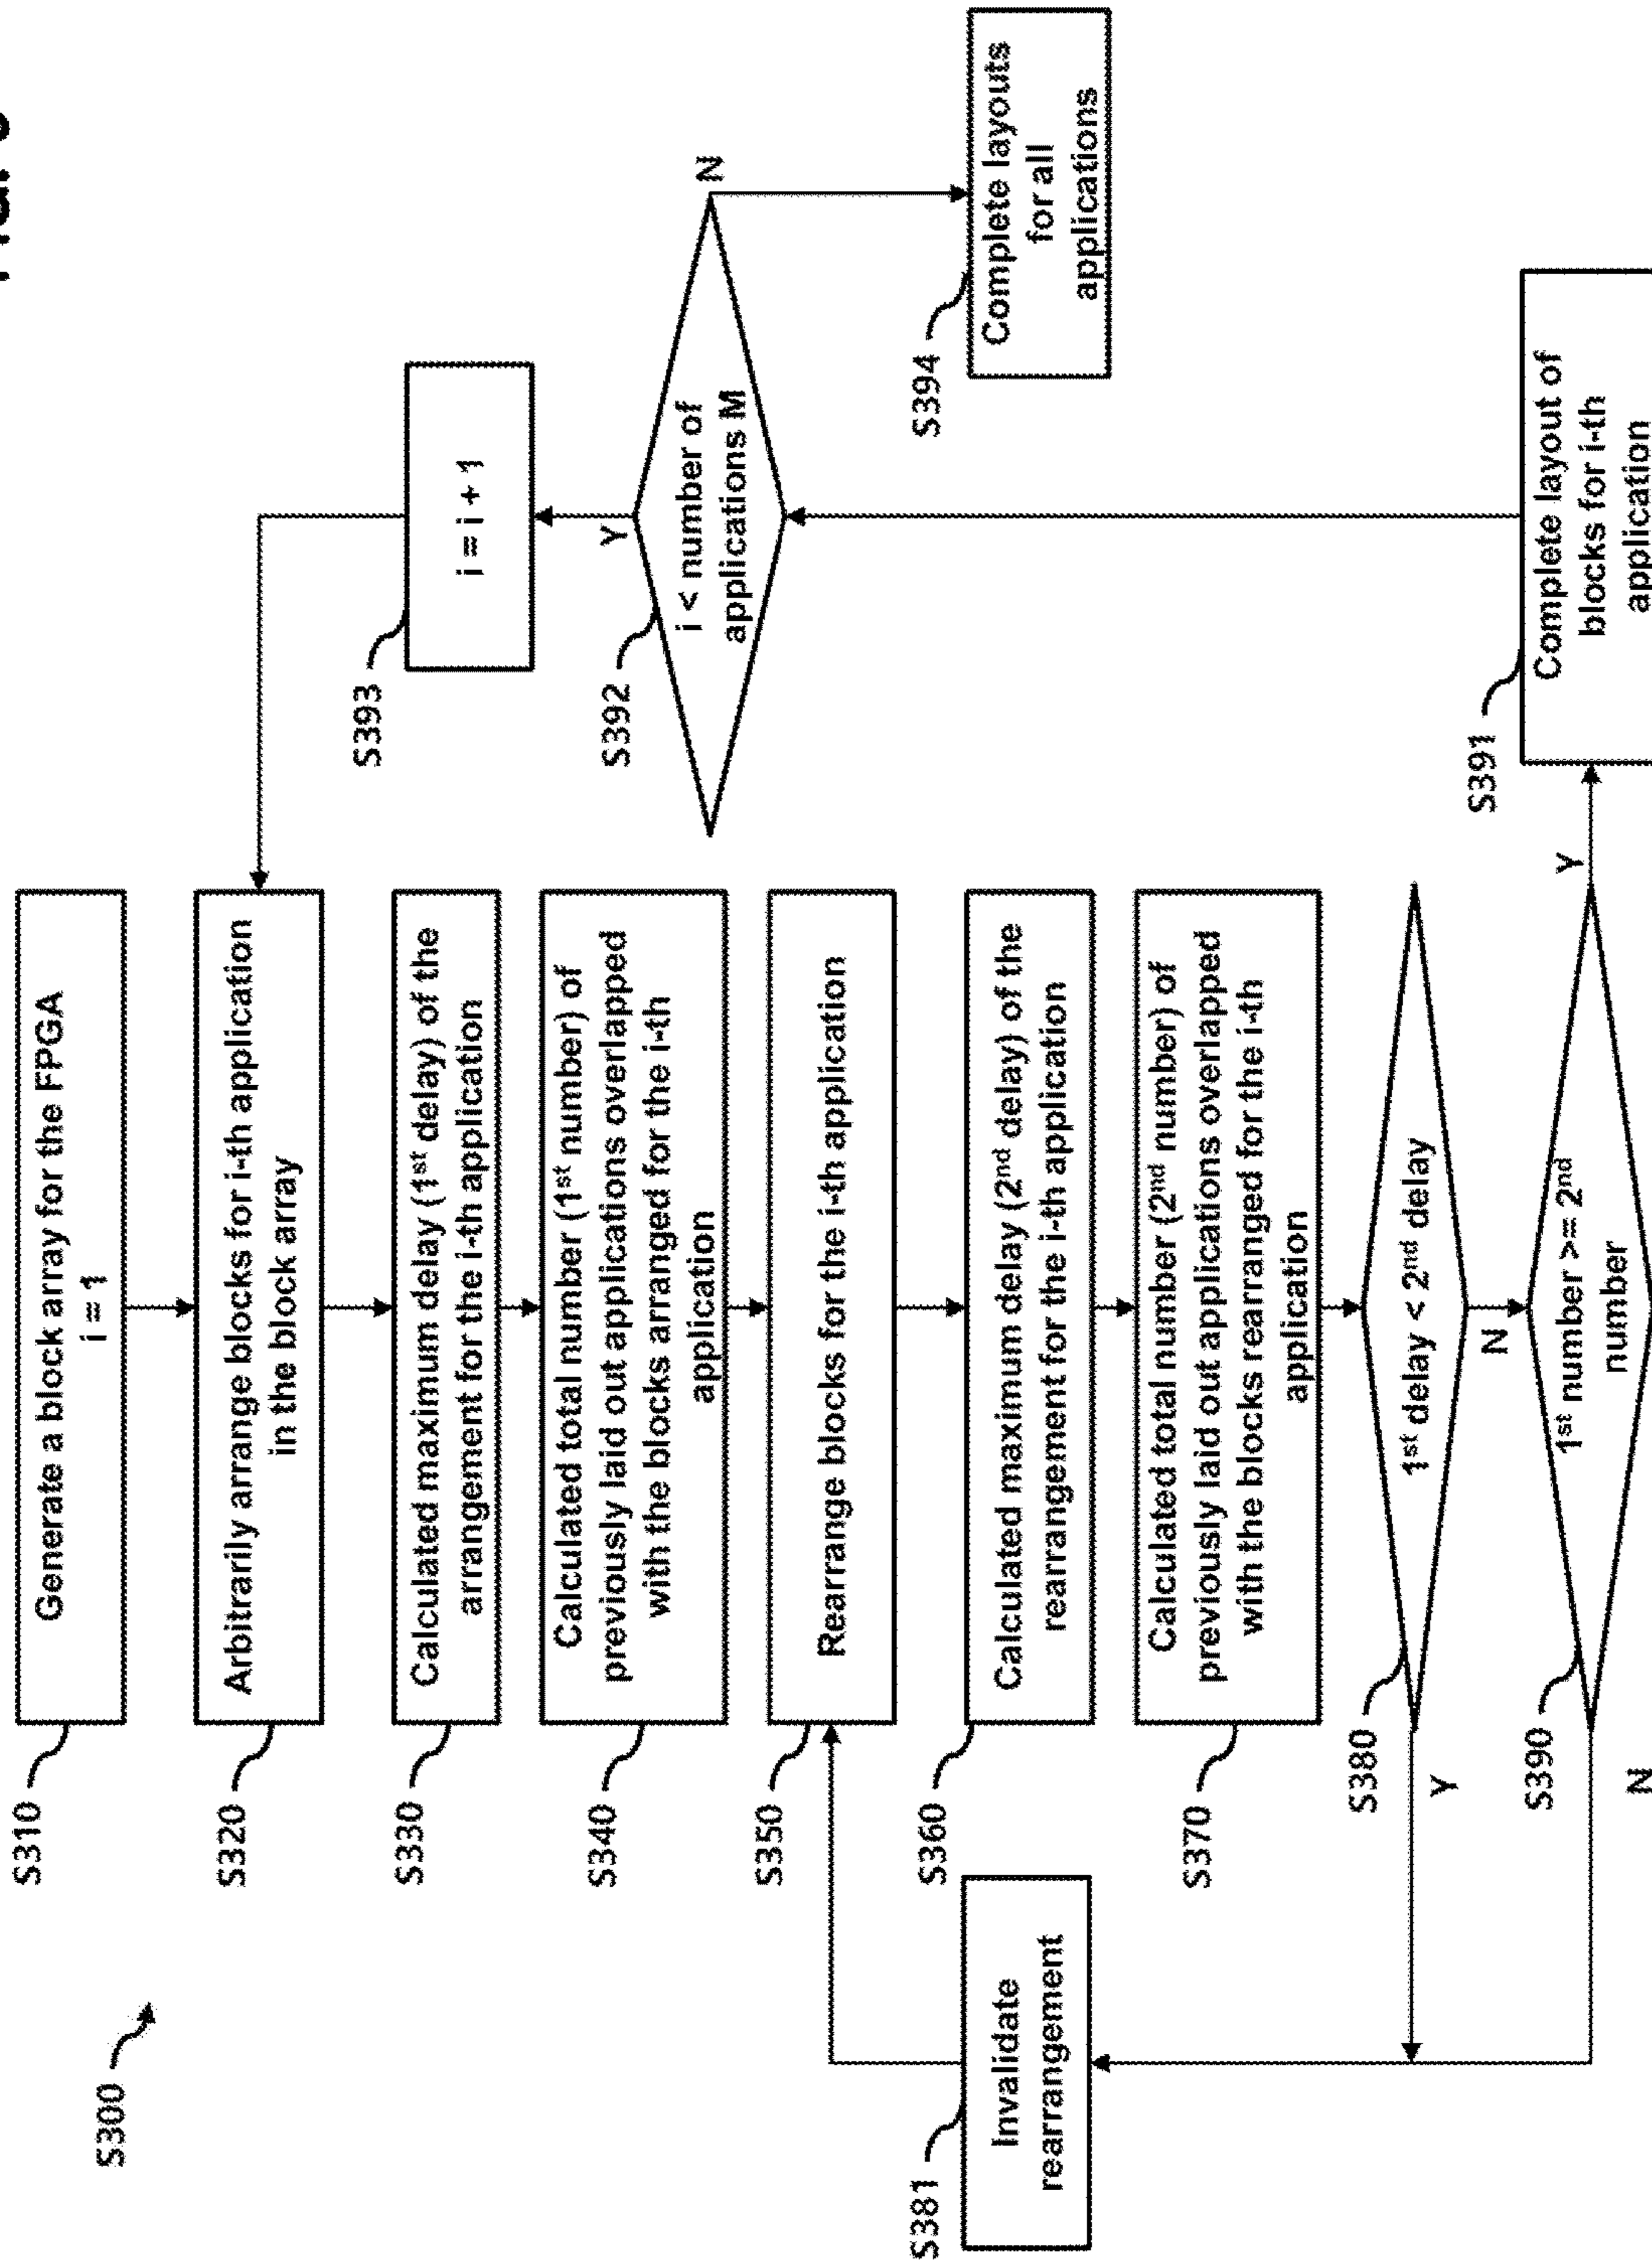 S300
S310
Generate a block array for the FPGA
i = 1
S320
Arbitrarily arrange blocks for i-th application
in the block array
S330
Calculated maximum delay (1st delay) of the
arrangement for the i-th application
S340
Calculated total number (1st number) of
previously laid out applications overlapped
with the blocks arranged for the i-th
application
S350
Rearrange blocks for the i-th application
S360
Calculated maximum delay (2nd delay) of the
rearrangement for the i-th application
S370
Calculated total number (2nd number) of
previously laid out applications overlapped
with the blocks rearranged for the i-th
application
S380
1st delay < 2nd delay
Y
N
S381
Invalidate
rearrangement
S390
1st number >= 2nd
number
N
Y
S391
Complete layout of
blocks for i-th
application
S392
i < number of
applications M
Y
N
S393
i = i + 1
S394
Complete layouts
for all
applications